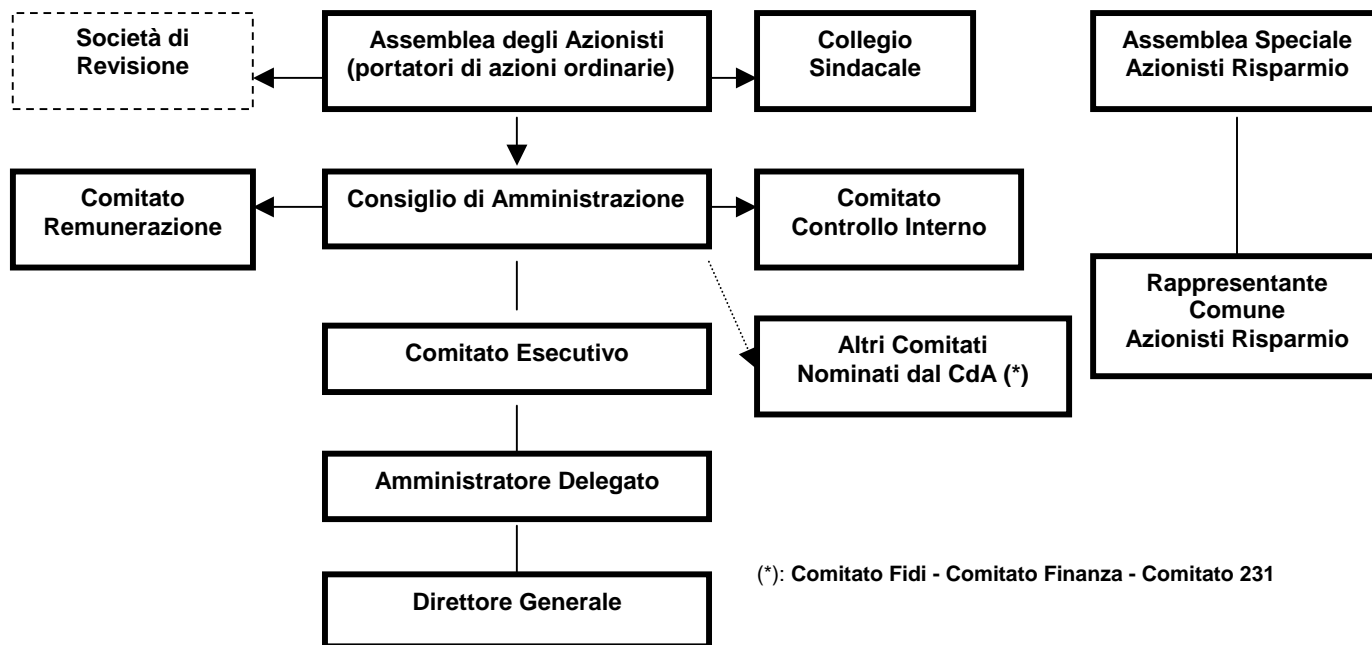 Società di
Revisione
Assemblea degli Azionisti
(portatori di azioni ordinarie)
Collegio
Sindacale
Assemblea Speciale
Azionisti Risparmio
Comitato
Remunerazione
Consiglio di Amministrazione
Comitato
Controllo Interno
Rappresentante
Comune
Azionisti Risparmio
Comitato Esecutivo
Altri Comitati
Nominati dal CdA (*)
Amministratore Delegato
(*): Comitato Fidi - Comitato Finanza - Comitato 231
Direttore Generale